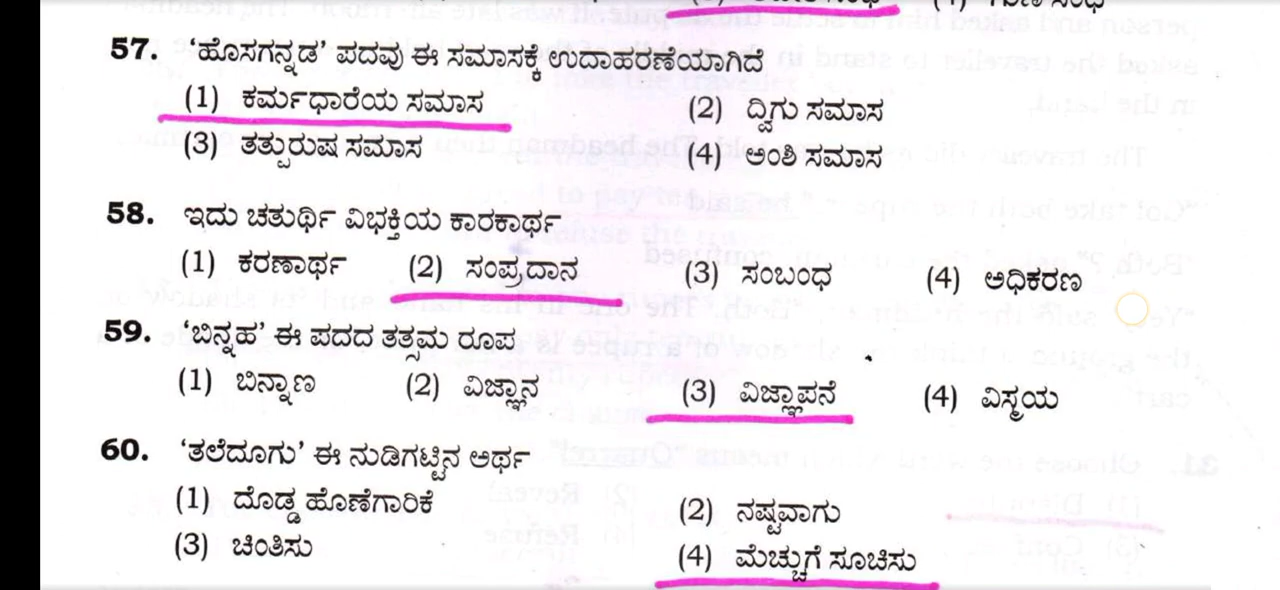 57. 'ಹೊಸಗನ್ನಡ' ಪದವು ಈ ಸಮಾಸಕ್ಕೆ ಉದಾಹರಣೆಯಾಗಿದೆ
(1) ಕರ್ಮಧಾರೆಯ ಸಮಾಸ (2) ದ್ವಿಗು ಸಮಾಸ
(3) ತತ್ಪುರುಷ ಸಮಾಸ (4) ಅಂಶಿ ಸಮಾಸ
58. ಇದು ಚತುರ್ಥಿ ವಿಭಕ್ತಿಯ ಕಾರಕಾರ್ಥ
(1) ಕರಣಾರ್ಥ (2) ಸಂಪ್ರದಾನ (3) ಸಂಬಂಧ (4) ಅಧಿಕರಣ
59. 'ಬಿನ್ನಹ' ಈ ಪದದ ತತ್ಸಮ ರೂಪ
(1) ಬಿನ್ನಾಣ (2) ವಿಜ್ಞಾನ (3) ವಿಜ್ಞಾಪನೆ (4) ವಿಸ್ಮಯ
60. 'ತಲೆದೂಗು' ಈ ನುಡಿಗಟ್ಟಿನ ಅರ್ಥ
(1) ದೊಡ್ಡ ಹೊಣೆಗಾರಿಕೆ (2) ನಷ್ಟವಾಗು
(3) ಚಿಂತಿಸು (4) ಮೆಚ್ಚುಗೆ ಸೂಚಿಸು